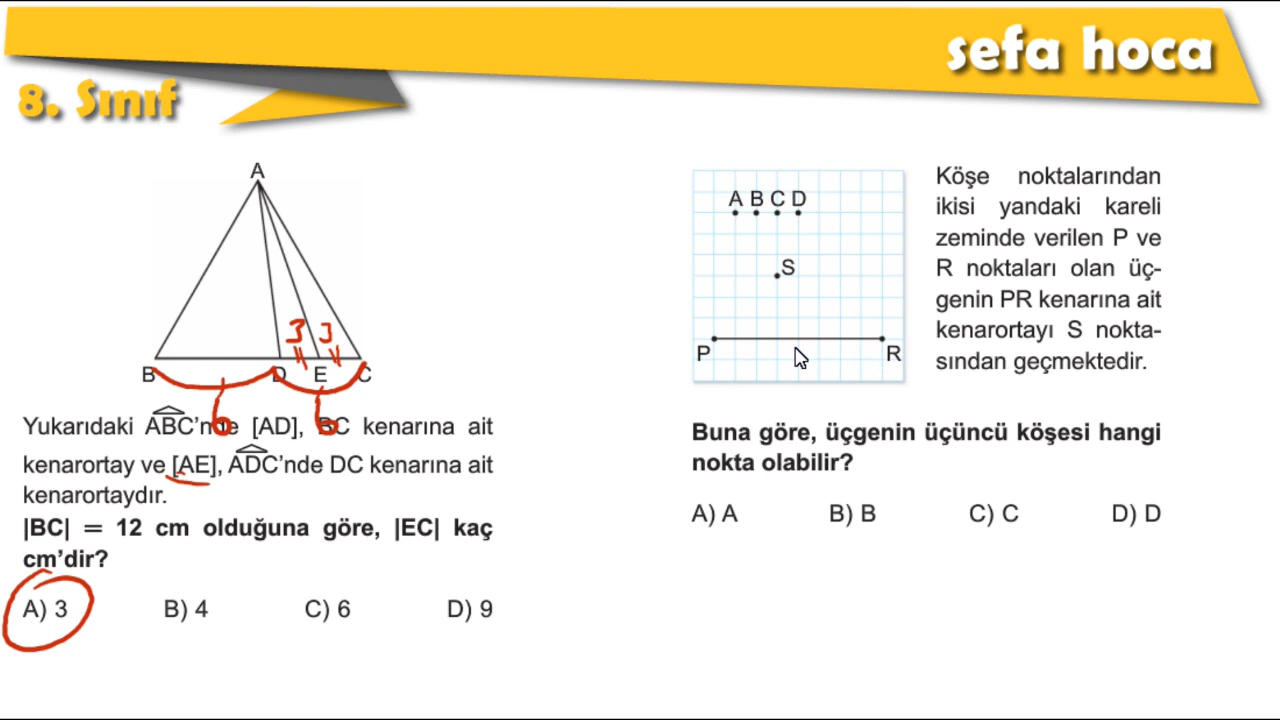 sefa hoca
8. Sınıf
A
3 3
B D E C
6 6
Yukarıdaki ABC'nde [AD], BC kenarına ait
kenarortay ve [AE], ADC'nde DC kenarına ait
kenarortaydır.
|BC| = 12 cm olduğuna göre, |EC| kaç
cm'dir?
A) 3 B) 4 C) 6 D) 9
A B C D
S
P R
Köşe noktalarından
ikisi yandaki kareli
zeminde verilen P ve
R noktaları olan üç-
genin PR kenarına ait
kenarortayı S nokta-
sından geçmektedir.
Buna göre, üçgenin üçüncü köşesi hangi
nokta olabilir?
A) A B) B C) C D) D